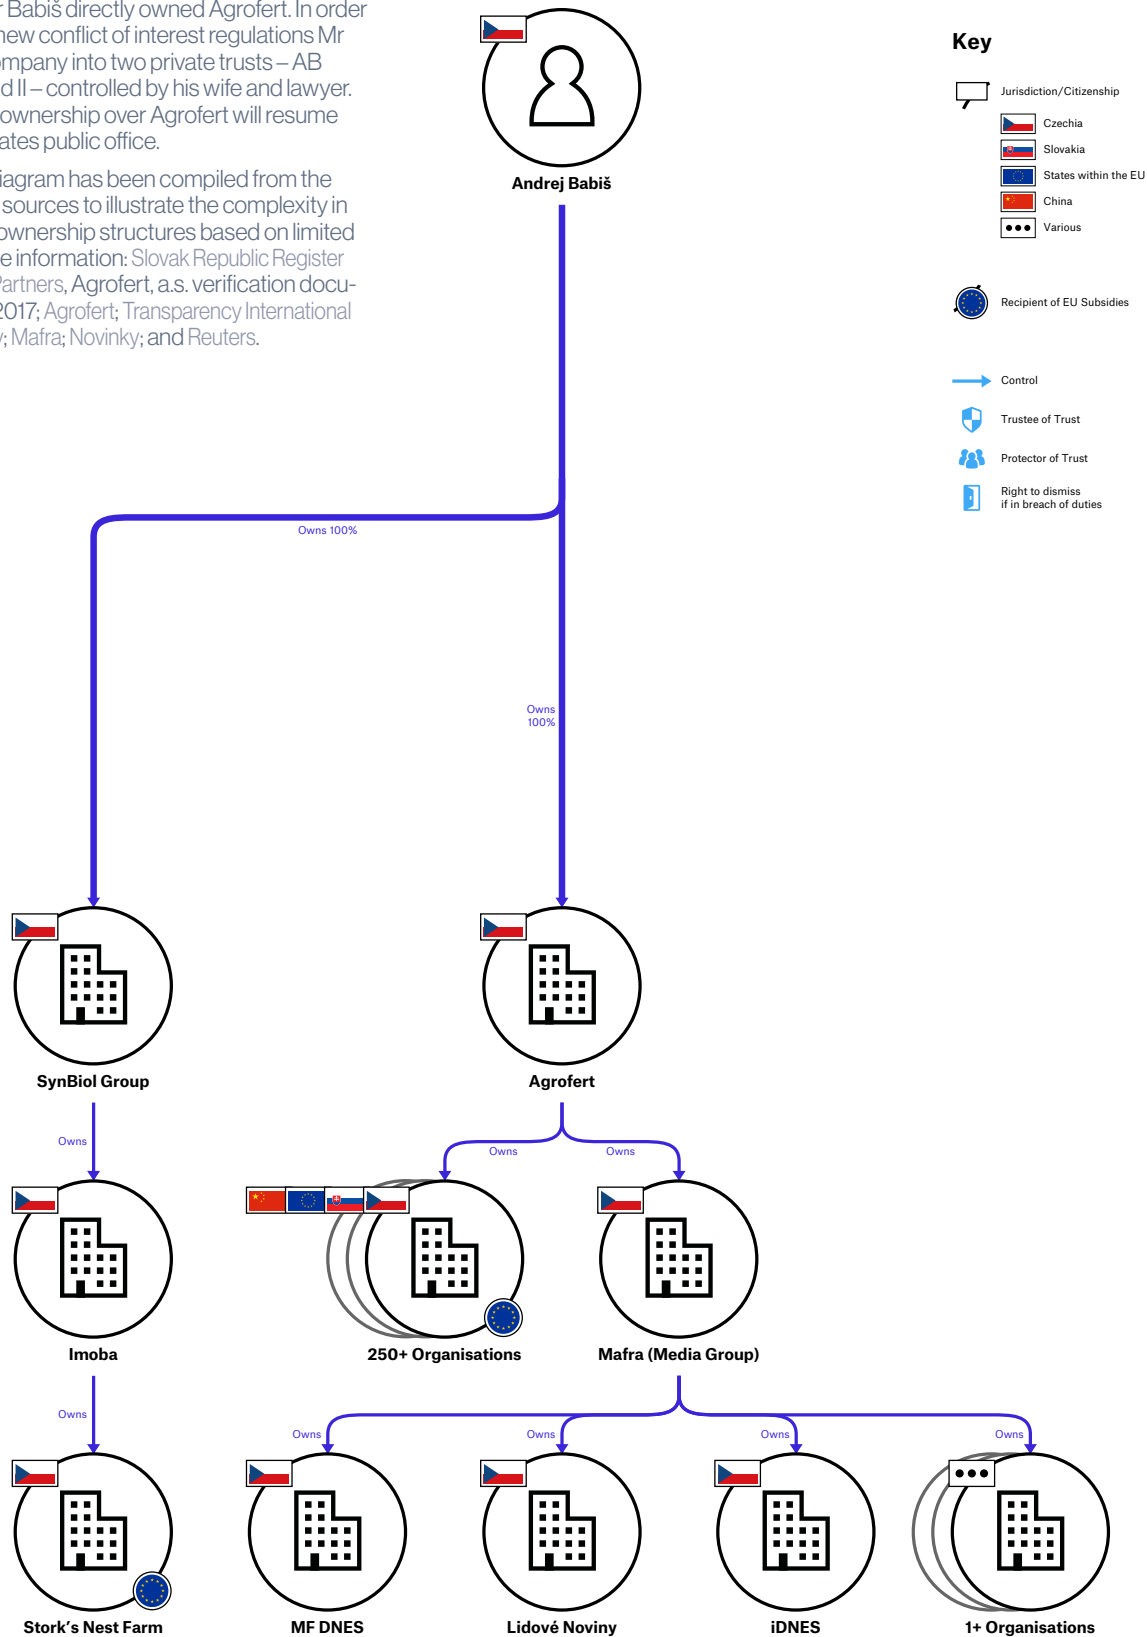 r Babiš directly owned Agrofert. In order
new conflict of interest regulations Mr
mpany into two private trusts – AB
d II – controlled by his wife and lawyer.
ownership over Agrofert will resume
ates public office.
iagram has been compiled from the
sources to illustrate the complexity in
ownership structures based on limited
e information: Slovak Republic Register
Partners, Agrofert, a.s. verification docu-
2017; Agrofert; Transparency International
; Mafra; Novinky; and Reuters.
Andrej Babiš
Key
Jurisdiction/Citizenship
Czechia
Slovakia
States within the EU
China
Various
Recipient of EU Subsidies
Control
Trustee of Trust
Protector of Trust
Right to dismiss
if in breach of duties
Owns 100%
Owns
100%
SynBiol Group
Agrofert
Owns
Owns
Owns
Imoba
250+ Organisations
Mafra (Media Group)
Owns
Owns
Owns
Owns
Owns
Stork's Nest Farm
MF DNES
Lidové Noviny
iDNES
1+ Organisations